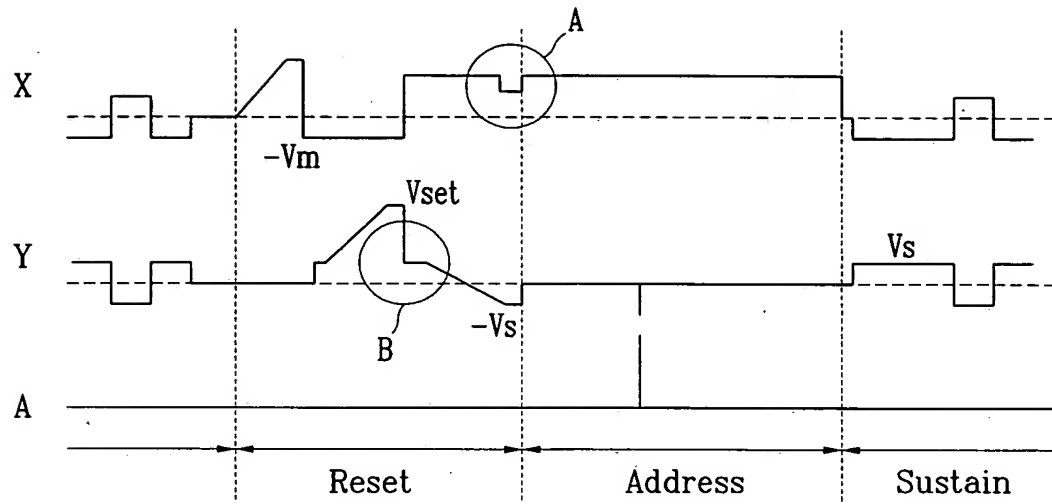 A
X
-Vm
Vset
Y
Vs
-Vs
B
A
Reset Address Sustain